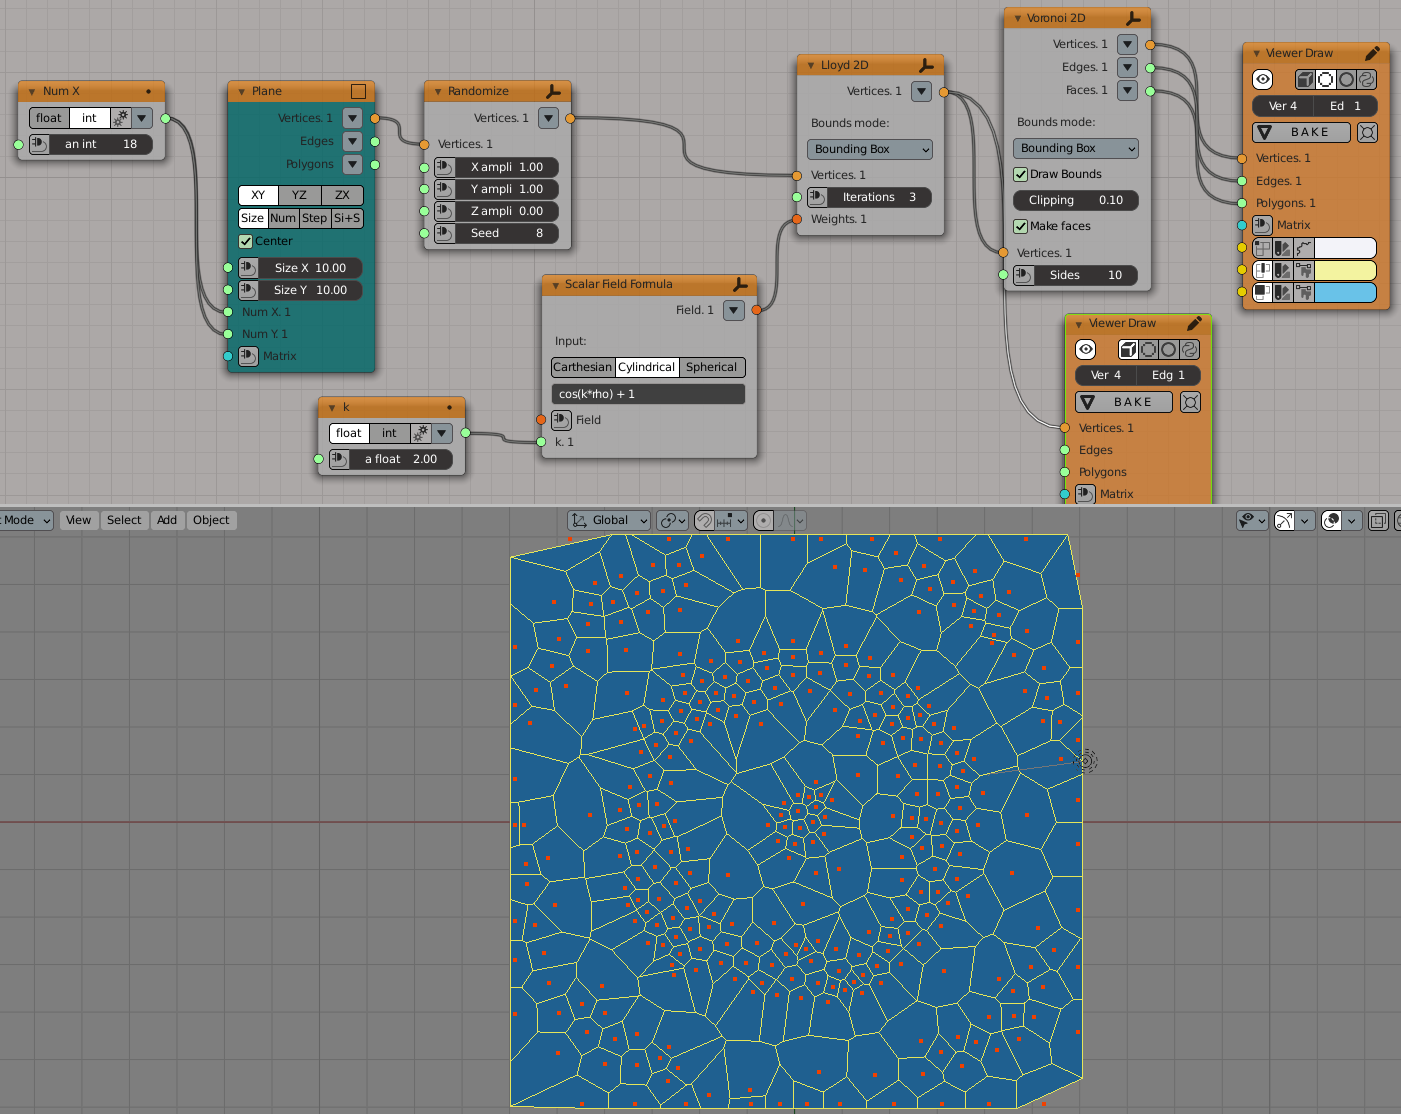 Num X
float int
an int 18
Plane
Vertices. 1
Edges
Polygons
XY YZ ZX
Size Num Step Si+S
Center
Size X 10.00
Size Y 10.00
Num X. 1
Num Y. 1
Matrix
Randomize
Vertices. 1
Vertices. 1
X ampli 1.00
Y ampli 1.00
Z ampli 0.00
Seed 8
k
float int
a float 2.00
Scalar Field Formula
Field. 1
Input:
Carthesian Cylindrical Spherical
cos(k*rho) + 1
Field
k. 1
Lloyd 2D
Vertices. 1
Bounds mode:
Bounding Box
Vertices. 1
Iterations 3
Weights. 1
Voronoi 2D
Vertices. 1
Edges. 1
Faces. 1
Bounds mode:
Bounding Box
Draw Bounds
Clipping 0.10
Make faces
Vertices. 1
Sides 10
Viewer Draw
Ver 4 Ed 1
BAKE
Vertices. 1
Edges. 1
Polygons. 1
Matrix
Viewer Draw
Ver 4 Edg 1
BAKE
Vertices. 1
Edges
Polygons
Matrix
Mode View Select Add Object Global